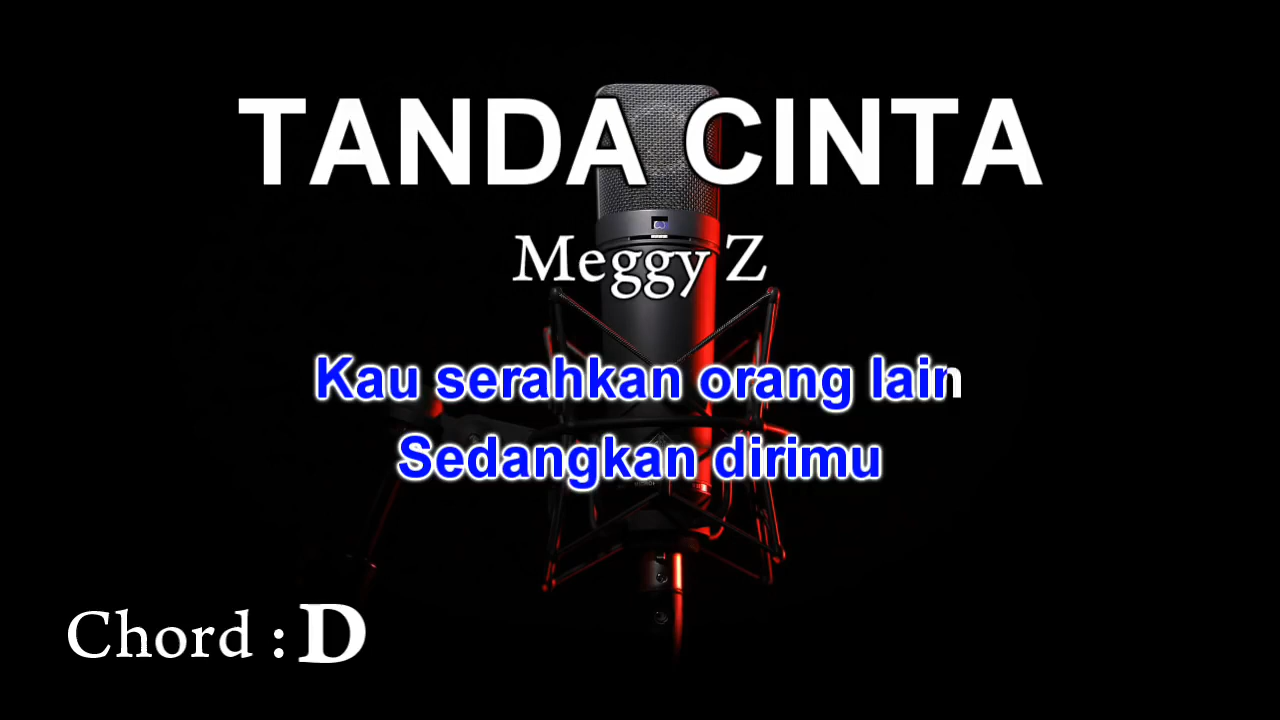 TANDA CINTA
Meggy Z
Kau serahkan orang lain
Sedangkan dirimu
Chord : D